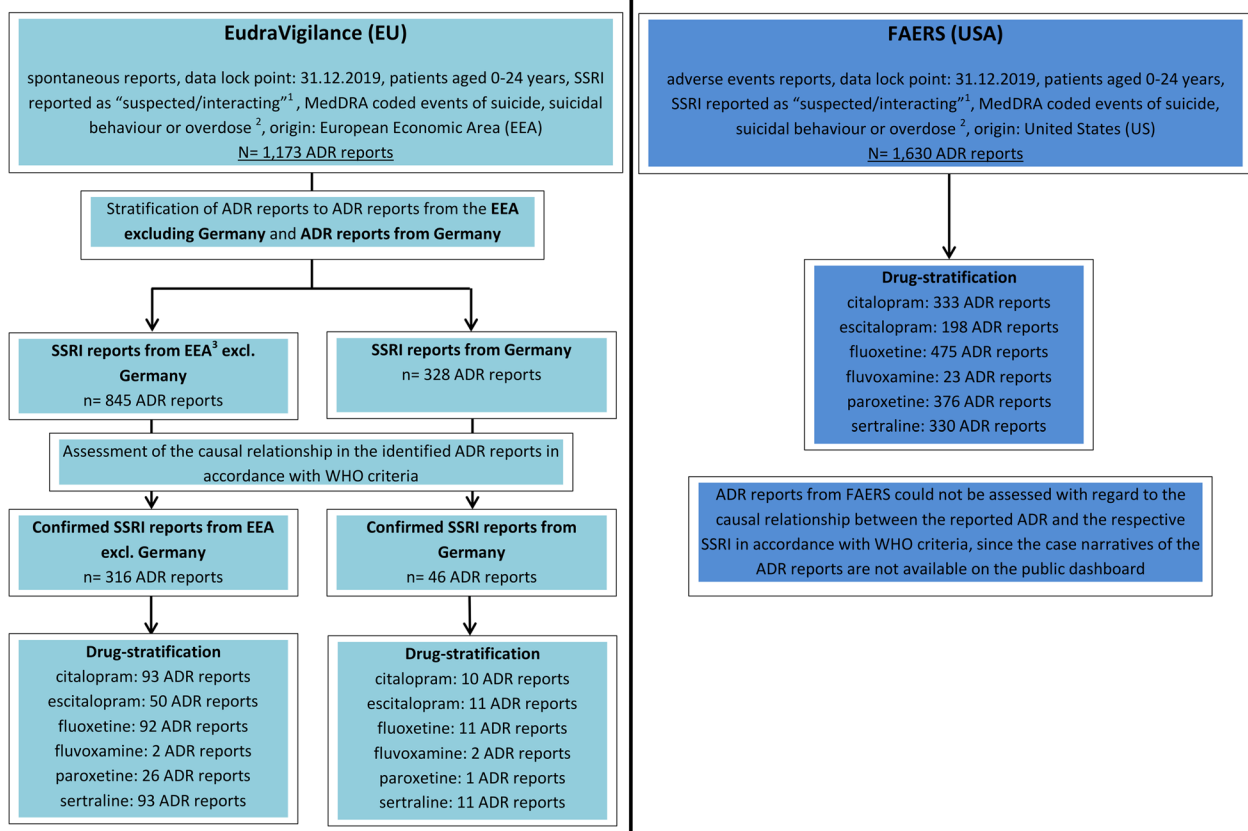 EudraVigilance (EU)
spontaneous reports, data lock point: 31.12.2019, patients aged 0-24 years, SSRI
reported as “suspected/interacting”1 , MedDRA coded events of suicide, suicidal
behaviour or overdose 2, origin: European Economic Area (EEA)
N= 1,173 ADR reports
Stratification of ADR reports to ADR reports from the EEA
excluding Germany and ADR reports from Germany
SSRI reports from EEA3 excl.
Germany
n= 845 ADR reports
SSRI reports from Germany
n= 328 ADR reports
Assessment of the causal relationship in the identified ADR reports in
accordance with WHO criteria
Confirmed SSRI reports from EEA
excl. Germany
n= 316 ADR reports
Confirmed SSRI reports from
Germany
n= 46 ADR reports
Drug-stratification
citalopram: 93 ADR reports
escitalopram: 50 ADR reports
fluoxetine: 92 ADR reports
fluvoxamine: 2 ADR reports
paroxetine: 26 ADR reports
sertraline: 93 ADR reports
Drug-stratification
citalopram: 10 ADR reports
escitalopram: 11 ADR reports
fluoxetine: 11 ADR reports
fluvoxamine: 2 ADR reports
paroxetine: 1 ADR reports
sertraline: 11 ADR reports
FAERS (USA)
adverse events reports, data lock point: 31.12.2019, patients aged 0-24 years,
SSRI reported as “suspected/interacting”1, MedDRA coded events of suicide,
suicidal behaviour or overdose 2, origin: United States (US)
N= 1,630 ADR reports
Drug-stratification
citalopram: 333 ADR reports
escitalopram: 198 ADR reports
fluoxetine: 475 ADR reports
fluvoxamine: 23 ADR reports
paroxetine: 376 ADR reports
sertraline: 330 ADR reports
ADR reports from FAERS could not be assessed with regard to the
causal relationship between the reported ADR and the respective
SSRI in accordance with WHO criteria, since the case narratives of the
ADR reports are not available on the public dashboard